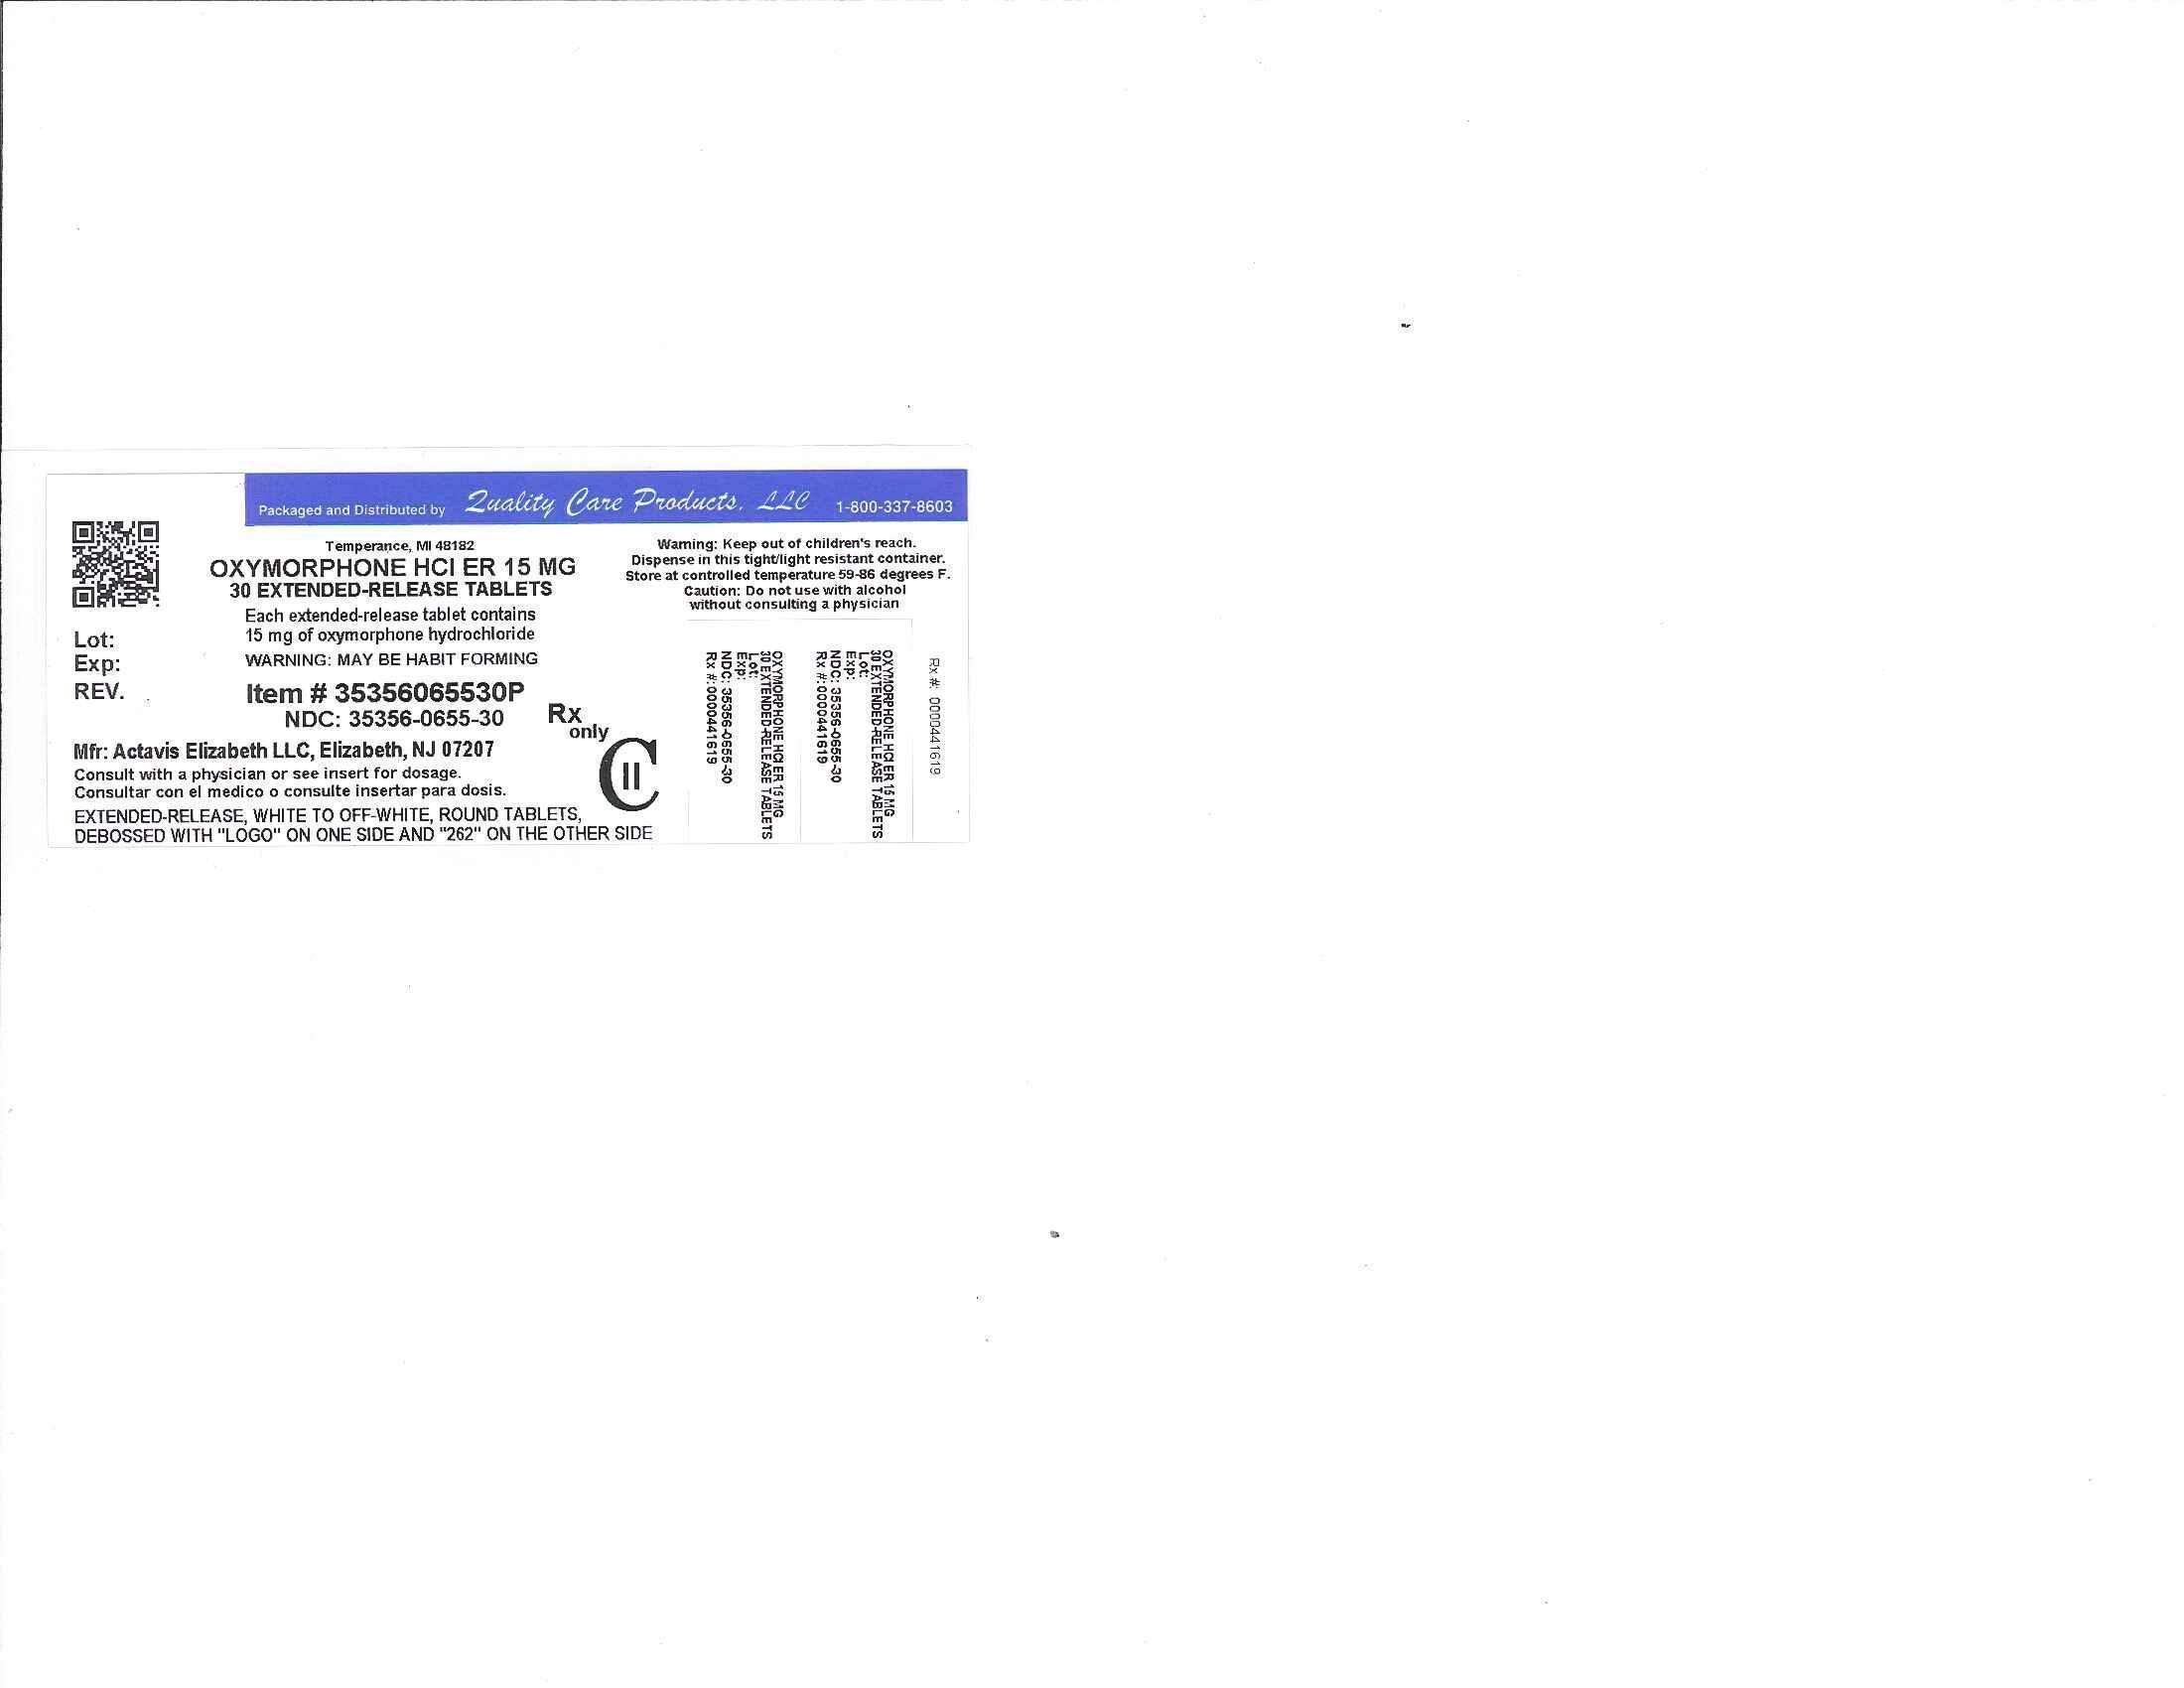 Packaged and Distributed by Quality Care Products, LLC 1-800-337-8603
Temperance, MI 48182
OXYMORPHONE HCl ER 15 MG
30 EXTENDED-RELEASE TABLETS
Each extended-release tablet contains
15 mg of oxymorphone hydrochloride
WARNING: MAY BE HABIT FORMING
Item # 35356065530P
NDC: 35356-0655-30
Rx
only
CII
Lot:
Exp:
REV.
Mfr: Actavis Elizabeth LLC, Elizabeth, NJ 07207
Consult with a physician or see insert for dosage.
Consultar con el medico o consulte insertar para dosis.
EXTENDED-RELEASE, WHITE TO OFF-WHITE, ROUND TABLETS,
DEBOSSED WITH "LOGO" ON ONE SIDE AND "262" ON THE OTHER SIDE
Warning: Keep out of children's reach.
Dispense in this tight/light resistant container.
Store at controlled temperature 59-86 degrees F.
Caution: Do not use with alcohol
without consulting a physician
OXYMORPHONE HCl ER 15 MG
30 EXTENDED-RELEASE TABLETS
Lot:
Exp:
NDC: 35356-0655-30
Rx #:0000441619
OXYMORPHONE HCl ER 15 MG
30 EXTENDED-RELEASE TABLETS
Lot:
Exp:
NDC: 35356-0655-30
Rx #:0000441619
Rx #: 0000441619